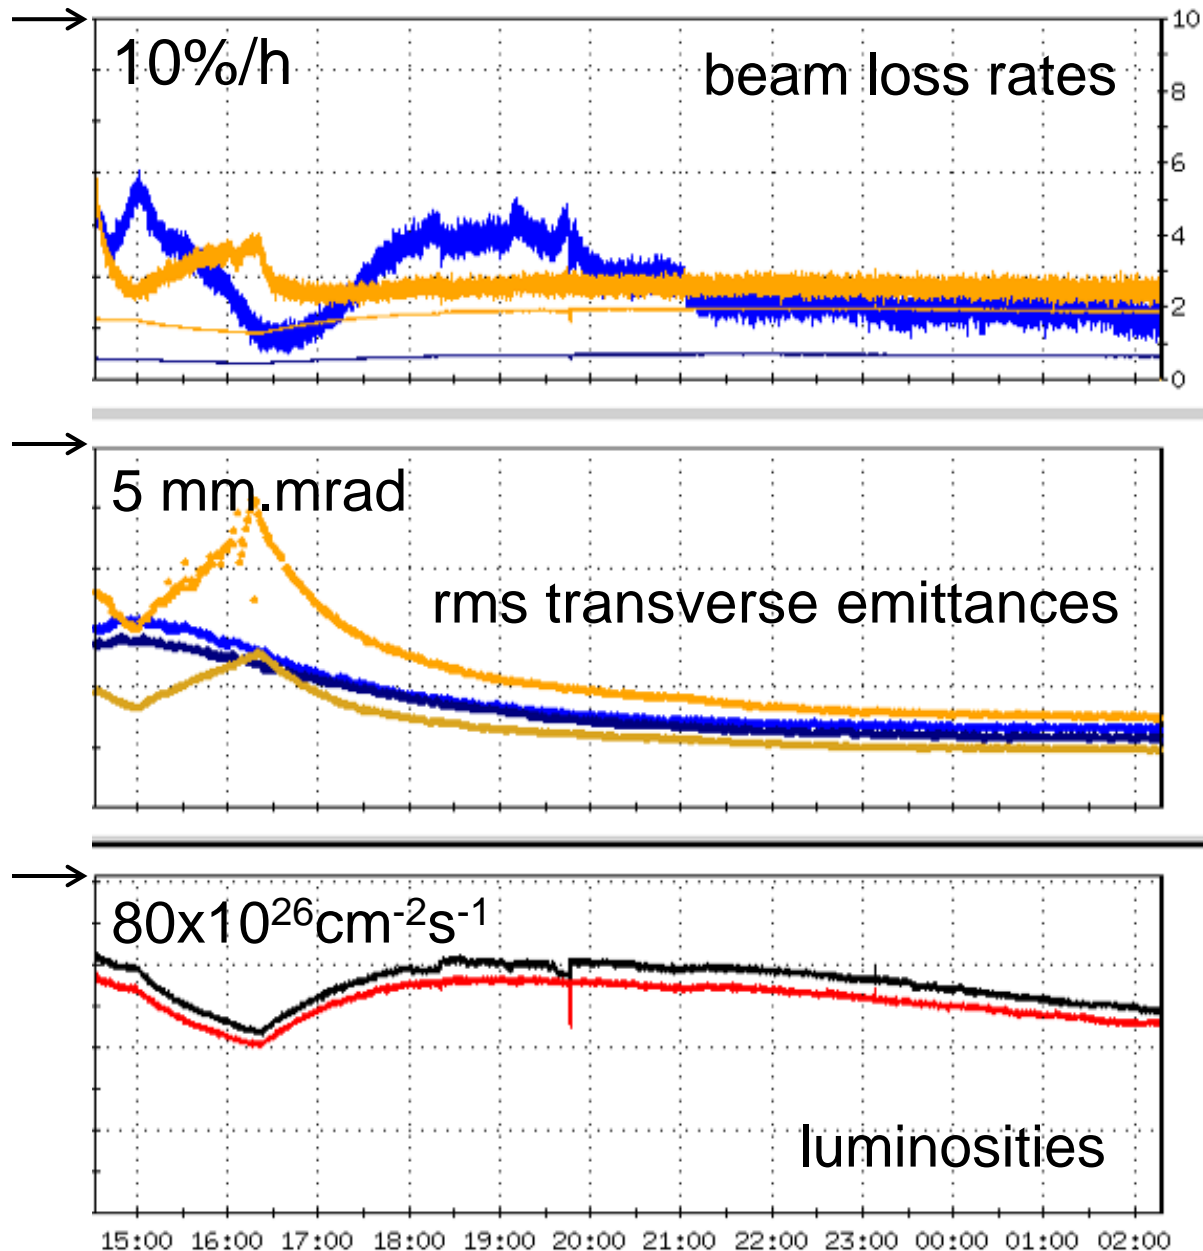 10%/h
beam loss rates
10
8
6
4
2
0
5 mm.mrad
rms transverse emittances
80x10²⁶cm⁻²s⁻¹
luminosities
15:00 16:00 17:00 18:00 19:00 20:00 21:00 22:00 23:00 00:00 01:00 02:00